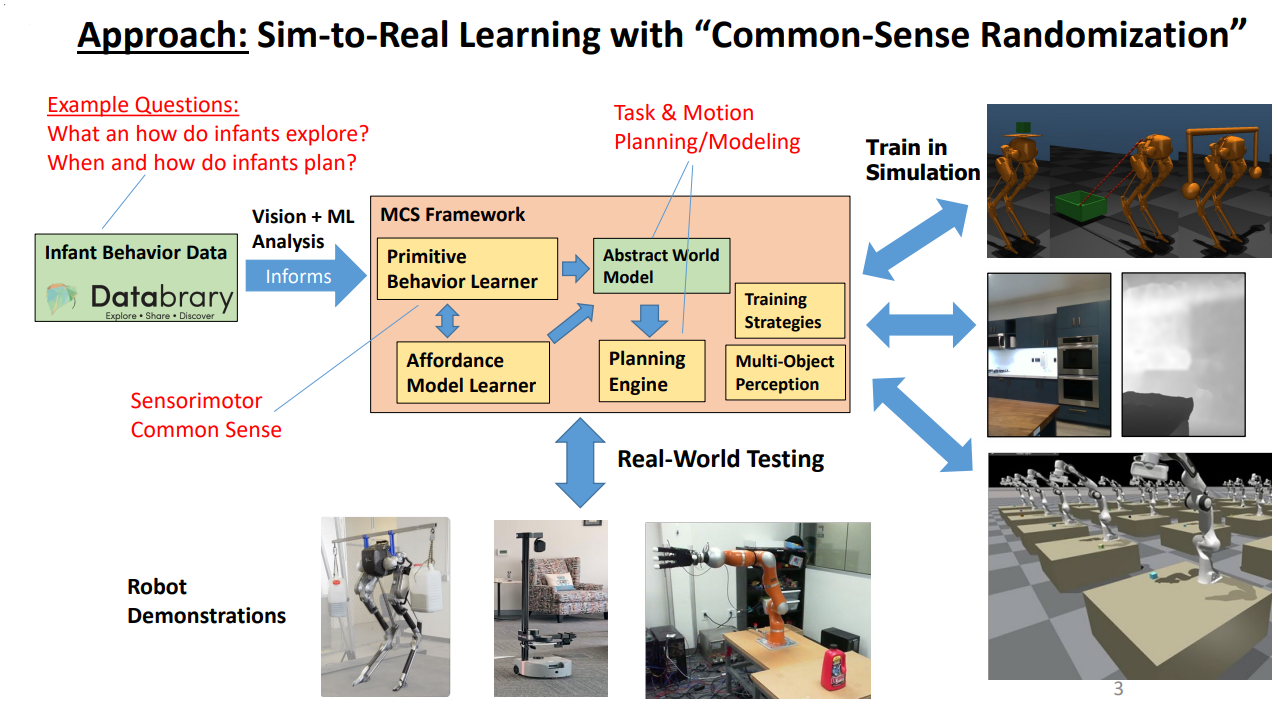 Approach: Sim-to-Real Learning with “Common-Sense Randomization”
Example Questions:
What an how do infants explore?
When and how do infants plan?
Task & Motion
Planning/Modeling
Train in
Simulation
Vision + ML
Analysis
Informs
Infant Behavior Data
Databrary
Explore • Share • Discover
MCS Framework
Primitive
Behavior Learner
Abstract World
Model
Training
Strategies
Affordance
Model Learner
Planning
Engine
Multi-Object
Perception
Sensorimotor
Common Sense
Real-World Testing
Robot
Demonstrations
3